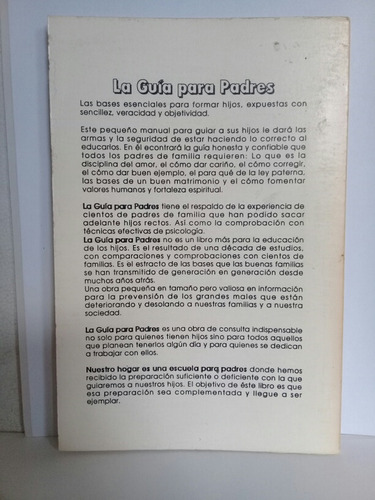 La Guía para Padres
Las bases esenciales para formar hijos, expuestas con
sencillez, veracidad y objetividad.
Este pequeño manual para guiar a sus hijos le dará las
armas y la seguridad de estar haciendo lo correcto al
educarlos. En él econtrará la guía honesta y confiable que
todos los padres de familia requieren: Lo que es la
disciplina del amor, el cómo dar cariño, el cómo corregir,
el cómo dar buen ejemplo, el para qué de la ley paterna,
las bases de un buen matrimonio y el cómo fomentar
valores humanos y fortaleza espiritual.
La Guía para Padres tiene el respaldo de la experiencia de
cientos de padres de familia que han podido sacar
adelante hijos rectos. Así como la comprobación con
técnicas efectivas de psicología.
La Guía para Padres no es un libro más para la educación
de los hijos. Es el resultado de una década de estudios,
con comparaciones y comprobaciones con cientos de
familias. Es el estracto de las bases que las buenas familias
se han transmitido de generación en generación desde
muchos años atrás.
Una obra pequeña en tamaño pero valiosa en información
para la prevensión de los grandes males que están
deteriorando y desolando a nuestras familias y a nuestra
sociedad.
La Guía para Padres es una obra de consulta indispensable
no solo para quienes tienen hijos sino para todos aquellos
que planean tenerlos algún día y para quienes se dedican
a trabajar con ellos.
Nuestro hogar es una escuela para padres donde hemos
recibido la preparación suficiente o deficiente con la que
guiaremos a nuestros hijos. El objetivo de éste libro es que
esa preparación sea complementada y llegue a ser
ejemplar.